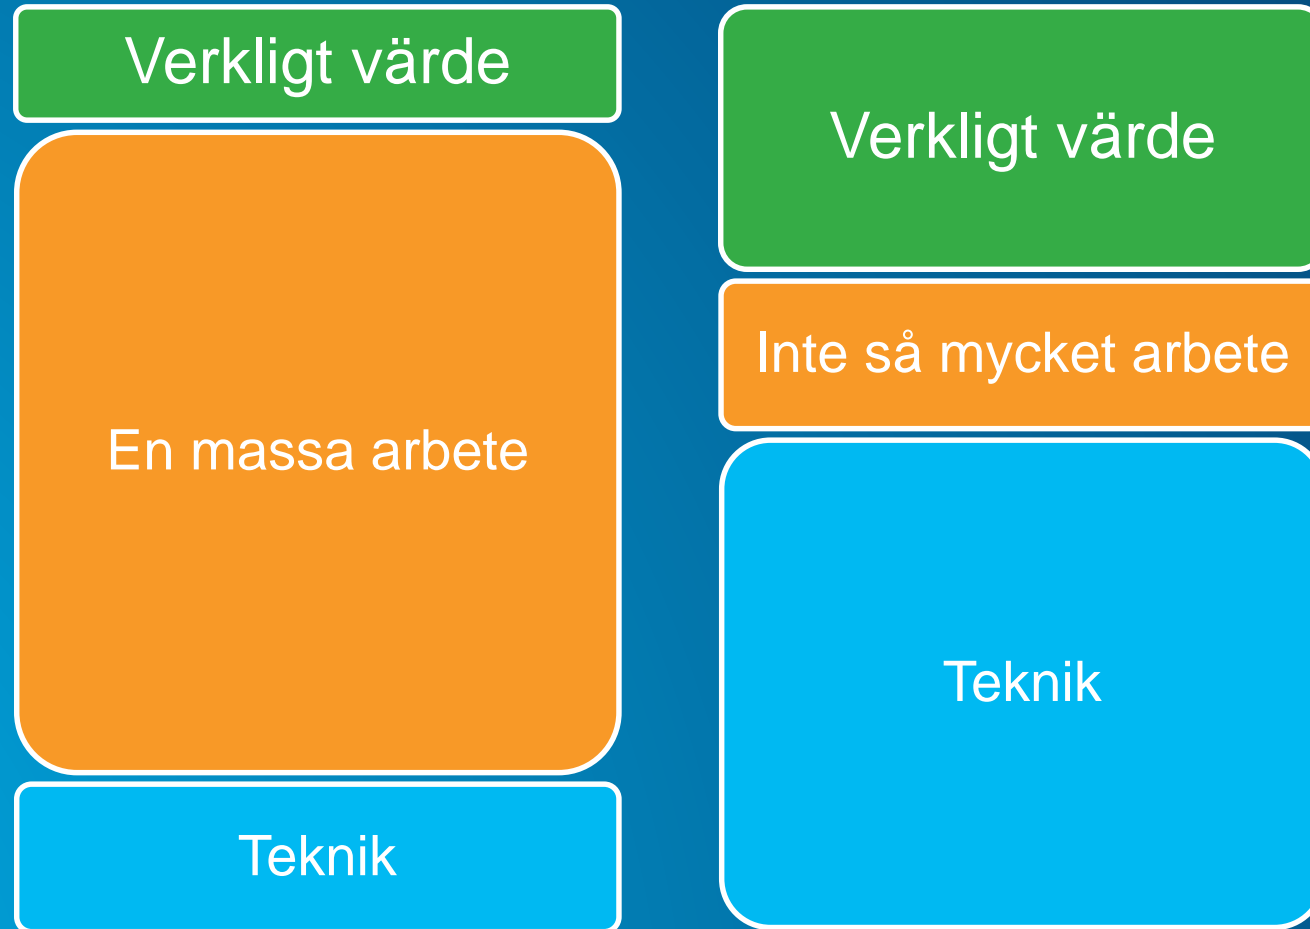 Verkligt värde
En massa arbete
Teknik
Verkligt värde
Inte så mycket arbete
Teknik